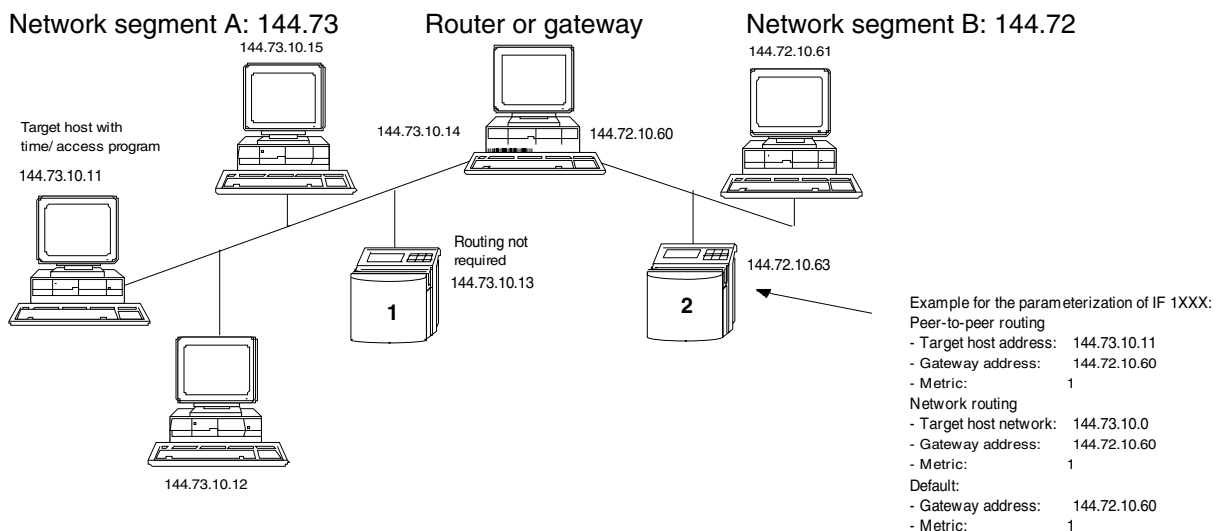 Network segment A: 144.73
Router or gateway
Network segment B: 144.72
144.73.10.15
144.72.10.61
Target host with
time/ access program
144.73.10.11
144.73.10.14
144.72.10.60
Routing not
required
144.73.10.13
1
2
144.72.10.63
144.73.10.12
Example for the parameterization of IF 1XXX:
Peer-to-peer routing
- Target host address: 144.73.10.11
- Gateway address: 144.72.10.60
- Metric: 1
Network routing
- Target host network: 144.73.10.0
- Gateway address: 144.72.10.60
- Metric: 1
Default:
- Gateway address: 144.72.10.60
- Metric: 1